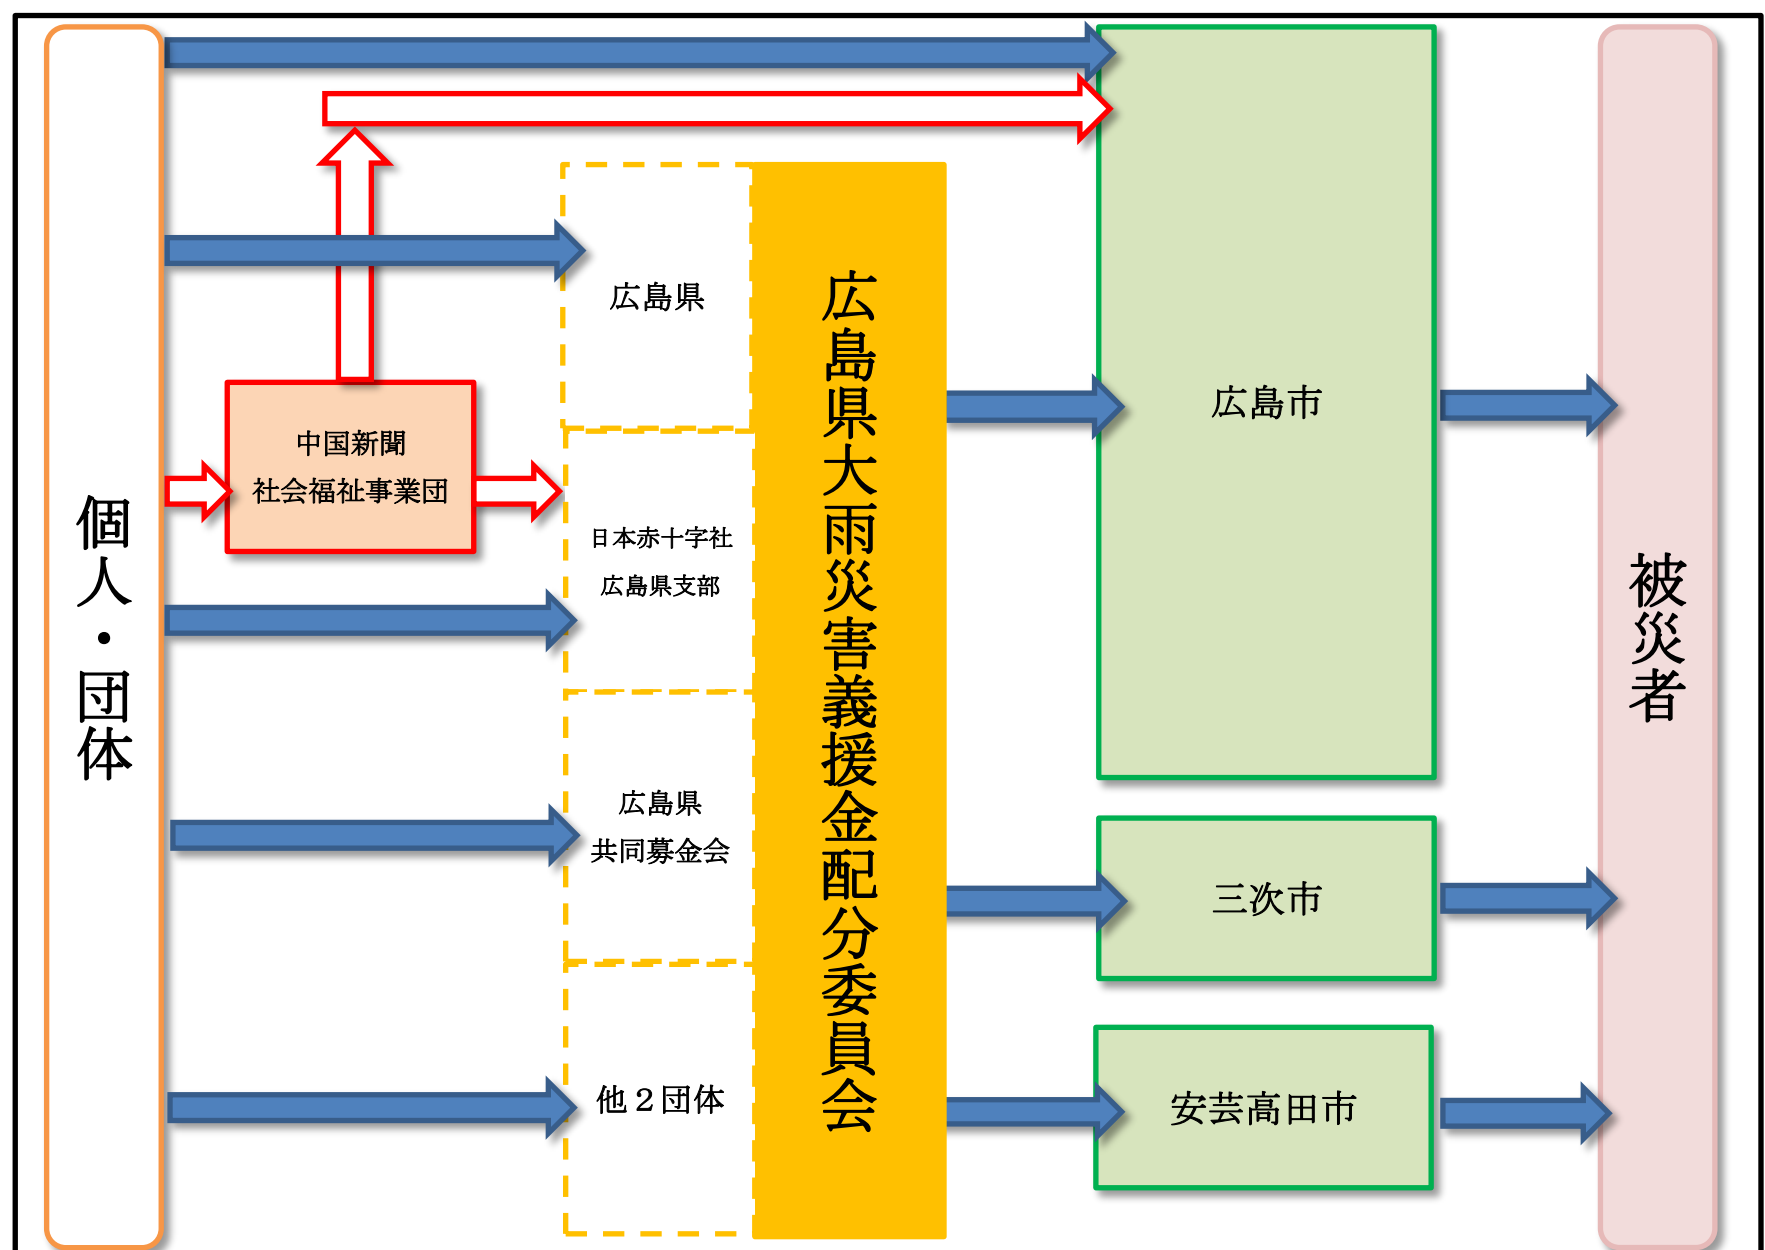 個人・団体
中国新聞
社会福祉事業団
広島県
日本赤十字社
広島県支部
広島県
共同募金会
他２団体
広島県大雨災害義援金配分委員会
広島市
三次市
安芸高田市
被災者